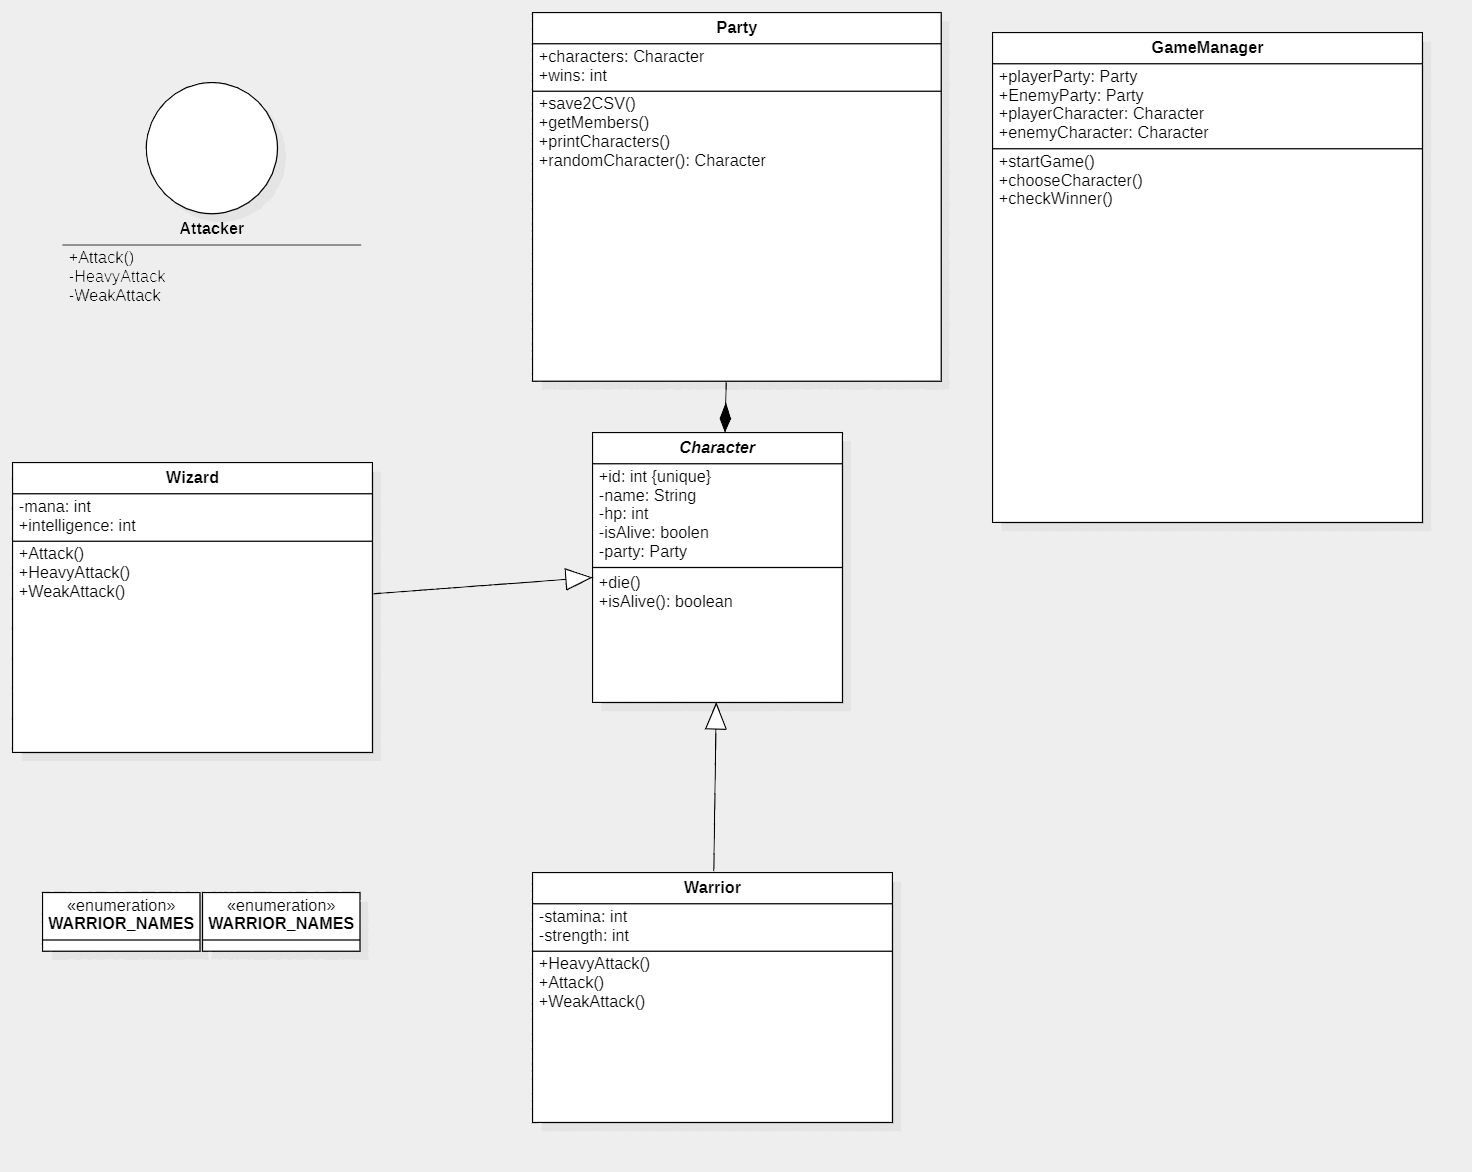 Party
+characters: Character
+wins: int
+save2CSV()
+getMembers()
+printCharacters()
+randomCharacter(): Character
GameManager
+playerParty: Party
+EnemyParty: Party
+playerCharacter: Character
+enemyCharacter: Character
+startGame()
+chooseCharacter()
+checkWinner()
Attacker
+Attack()
-HeavyAttack
-WeakAttack
Character
+id: int {unique}
-name: String
-hp: int
-isAlive: boolen
-party: Party
+die()
+isAlive(): boolean
Wizard
-mana: int
+intelligence: int
+Attack()
+HeavyAttack()
+WeakAttack()
«enumeration»
WARRIOR_NAMES
«enumeration»
WARRIOR_NAMES
Warrior
-stamina: int
-strength: int
+HeavyAttack()
+Attack()
+WeakAttack()